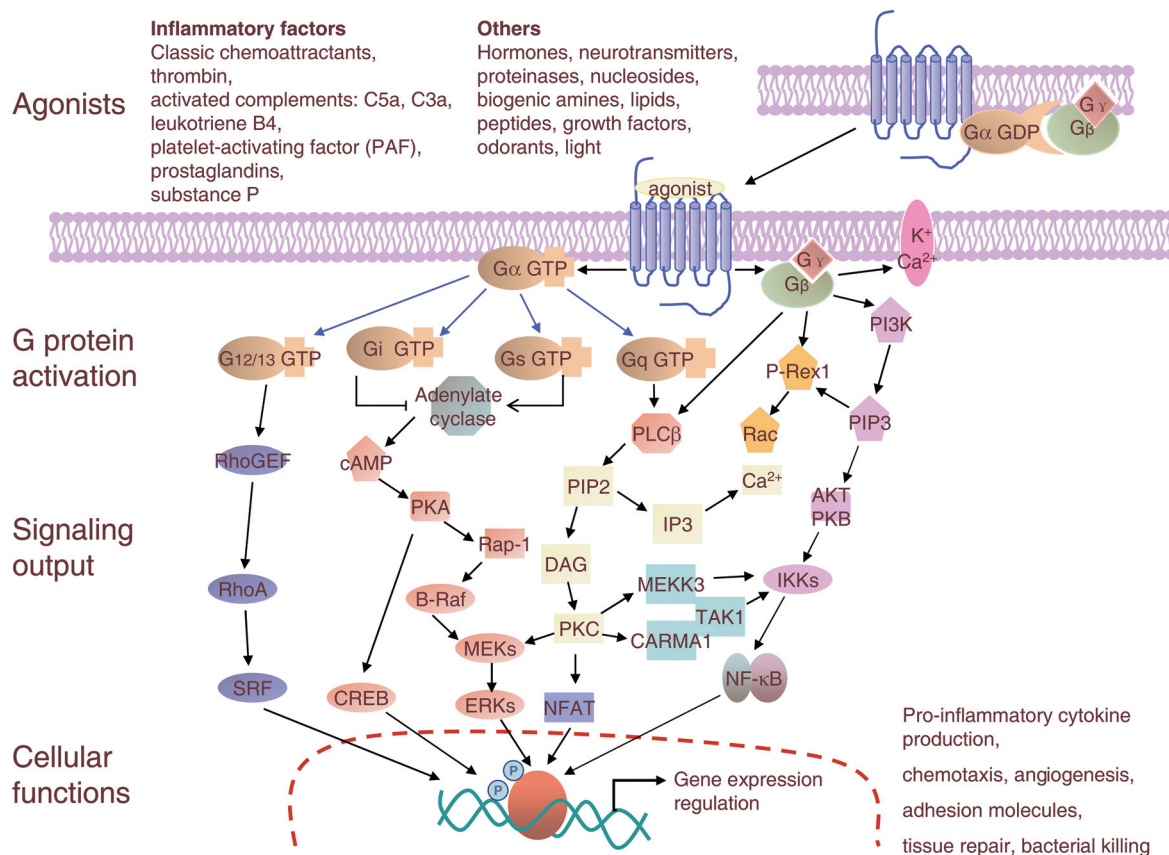 Agonists
Inflammatory factors
Classic chemoattractants,
thrombin,
activated complements: C5a, C3a,
leukotriene B4,
platelet-activating factor (PAF),
prostaglandins,
substance P
Others
Hormones, neurotransmitters,
proteinases, nucleosides,
biogenic amines, lipids,
peptides, growth factors,
odorants, light
Gα GDP
G γ
Gβ
agonist
K+
Ca2+
Gα GTP
G γ
Gβ
G protein
activation
G12/13 GTP
Gi GTP
Gs GTP
Gq GTP
PI3K
P-Rex1
Adenylate
cyclase
PLCβ
Rac
PIP3
RhoGEF
cAMP
PIP2
Ca2+
AKT
PKB
Signaling
output
PKA
IP3
Rap-1
DAG
RhoA
B-Raf
MEKK3
IKKs
TAK1
MEKs
PKC
CARMA1
SRF
CREB
ERKs
NFAT
NF-κB
Cellular
functions
P
P
Gene expression
regulation
Pro-inflammatory cytokine
production,
chemotaxis, angiogenesis,
adhesion molecules,
tissue repair, bacterial killing